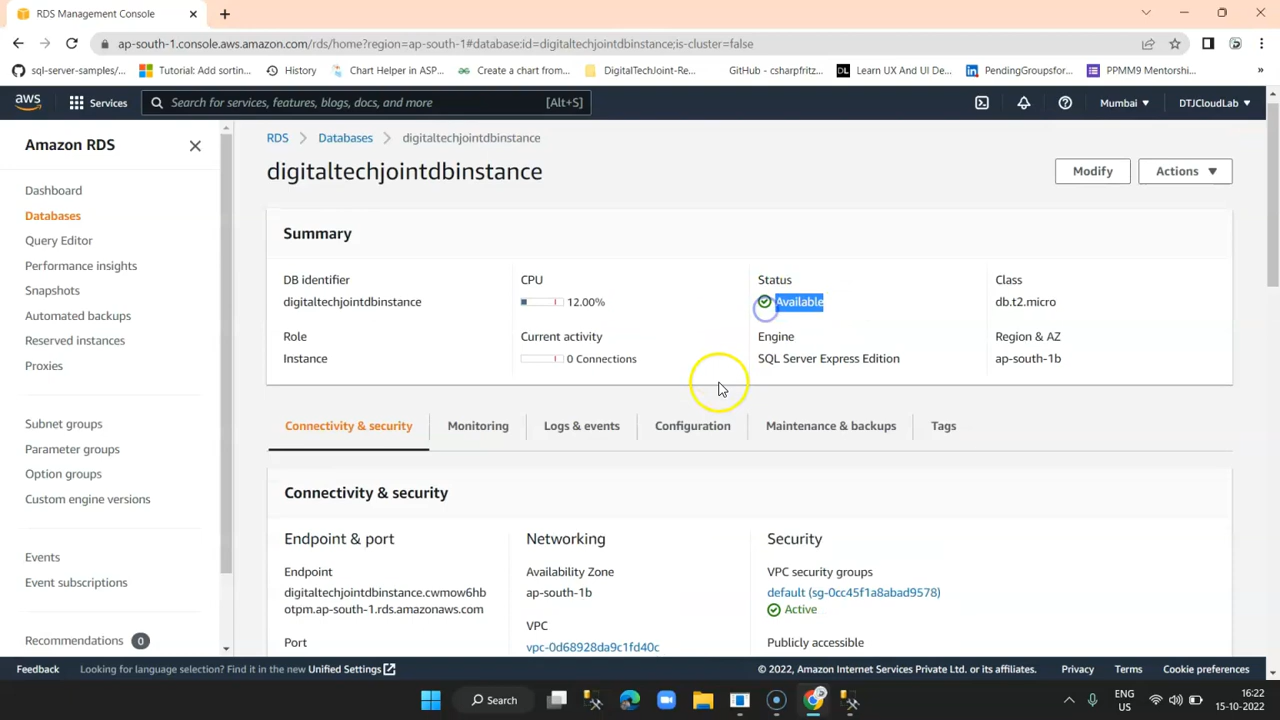 RDS Management Console
ap-south-1.console.aws.amazon.com/rds/home?region=ap-south-1#database:id=digitaltechjointdbinstance;is-cluster=false
sql-server-samples/...
Tutorial: Add sortin...
History
Chart Helper in ASP...
Create a chart from...
DigitalTechJoint-Re...
GitHub - csharpfritz...
DL
Learn UX And UI De...
PendingGroupsfor...
PPMM9 Mentorshi...
»
aws
Services
Search for services, features, blogs, docs, and more
[Alt+S]
Mumbai
DTJCloudLab
Amazon RDS
Dashboard
Databases
Query Editor
Performance insights
Snapshots
Automated backups
Reserved instances
Proxies
Subnet groups
Parameter groups
Option groups
Custom engine versions
Events
Event subscriptions
Recommendations 0
RDS
Databases
digitaltechjointdbinstance
digitaltechjointdbinstance
Modify
Actions
Summary
DB identifier
digitaltechjointdbinstance
CPU
12.00%
Status
Available
Class
db.t2.micro
Role
Instance
Current activity
0 Connections
Engine
SQL Server Express Edition
Region & AZ
ap-south-1b
Connectivity & security
Monitoring
Logs & events
Configuration
Maintenance & backups
Tags
Connectivity & security
Endpoint & port
Endpoint
digitaltechjointdbinstance.cwmow6hb
otpm.ap-south-1.rds.amazonaws.com
Port
Networking
Availability Zone
ap-south-1b
VPC
vpc-0d68928da9c1fd40c
Security
VPC security groups
default (sg-0cc45f1a8abad9578)
Active
Publicly accessible
Feedback
Looking for language selection? Find it in the new Unified Settings
© 2022, Amazon Internet Services Private Ltd. or its affiliates.
Privacy
Terms
Cookie preferences
Search
ENG
US
16:22
15-10-2022